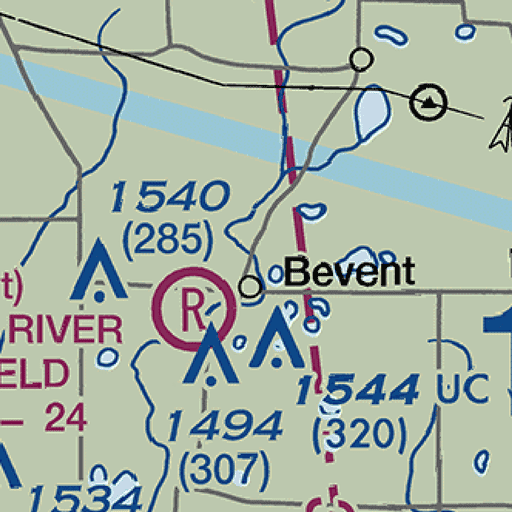 1540
(285)
Bevent
R
t)
RIVER
ELD
– 24
1544 UC
(320)
1494
(307)
1534